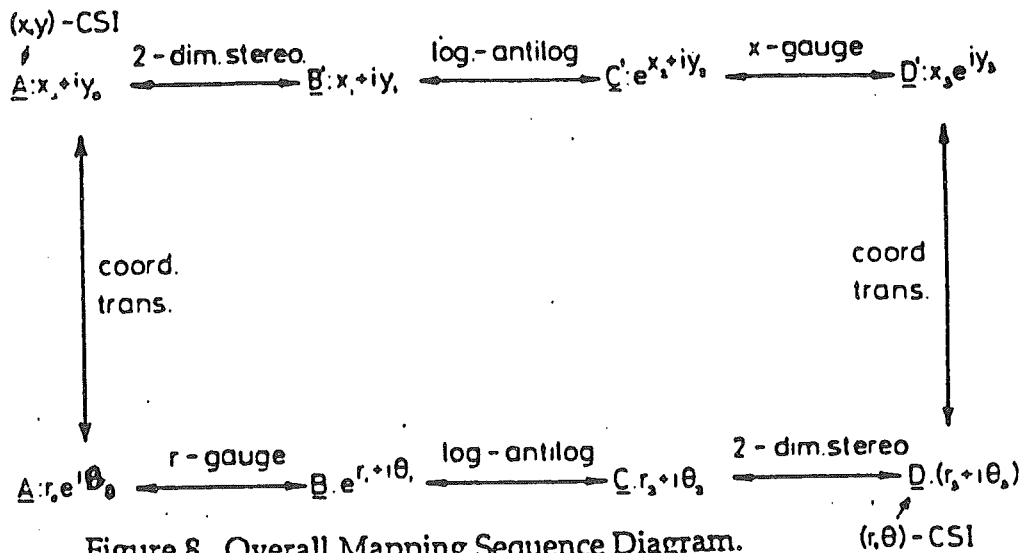 (x,y)-CSI
2-dim.stereo. log.-antilog x-gauge
A:x₀+iy₀ B':x₁+iy₁ C':e^x₂+iy₂ D':x₃e^iy₃
coord. coord
trans. trans.
r-gauge log-antilog 2-dim.stereo
A:r₀e^iθ₀ B.e^r₁+iθ₁ C.r₂+iθ₂ D.(r₃+iθ₃)
Figure 8. Overall Mapping Sequence Diagram. (r,θ)-CSI